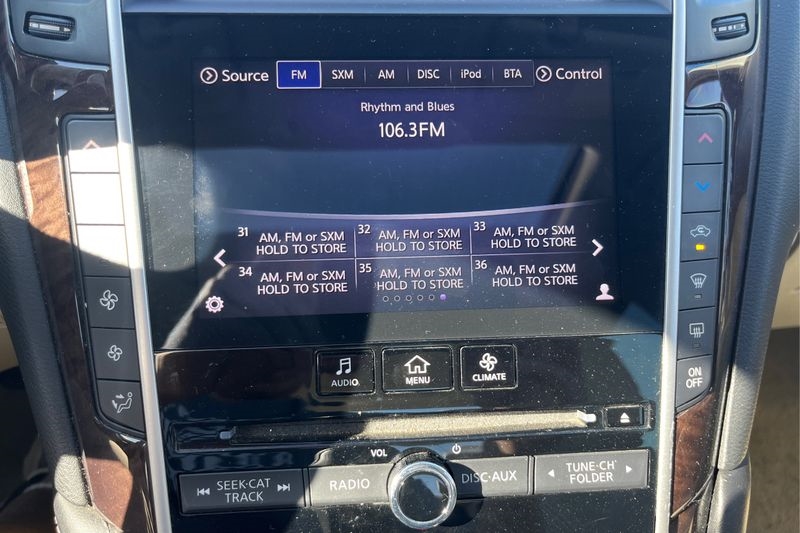 Source FM SXM AM DISC iPod BTA Control
Rhythm and Blues
106.3FM
31 AM, FM or SXM HOLD TO STORE
32 AM, FM or SXM HOLD TO STORE
33 AM, FM or SXM HOLD TO STORE
34 AM, FM or SXM HOLD TO STORE
35 AM, FM or SXM HOLD TO STORE
36 AM, FM or SXM HOLD TO STORE
ON
OFF
AUDIO
MENU
CLIMATE
VOL
SEEK·CAT
TRACK
RADIO
DISC·AUX
TUNE·CH
FOLDER